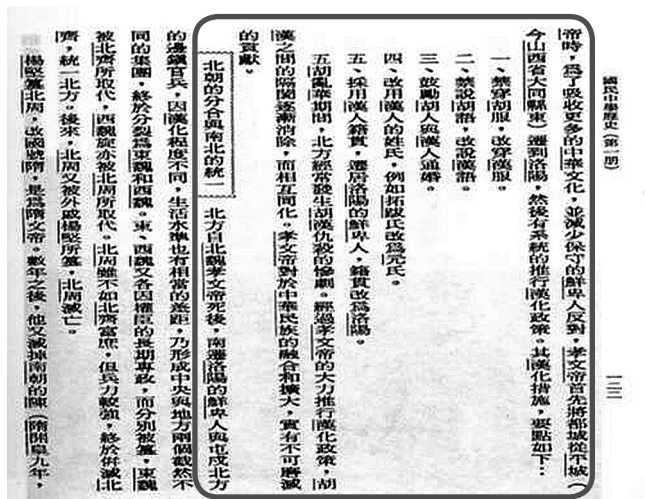 國民中學歷史（第一册）
一二二
帝時，爲了吸收更多的中華文化，並減少保守的鮮卑人反對，孝文帝首先將都城從平城（
今山西省大同縣東）遷到洛陽，然後有系統的推行漢化政策。其漢化措施，要點如下：
一、禁穿胡服，改穿漢服。
二、禁說胡語，改說漢語。
三、鼓勵胡人與漢人通婚。
四、改用漢人的姓氏，例如拓跋氏改爲元氏。
五、採用漢人籍貫，遷居洛陽的鮮卑人，籍貫改爲洛陽。
五胡亂華期間，北方經常發生胡漢仇殺的慘劇。經過孝文帝的大力推行漢化政策，胡
漢之間的隔閡逐漸消除，而相互同化。孝文帝對於中華民族的融合和擴大，實有不可磨滅
的貢獻。
北朝的分合與南北的統一　北方自北魏孝文帝死後，南遷洛陽的鮮卑人與屯戍北方
的邊鎮官兵，因漢化程度不同，生活水準也有相當的差距，乃形成中央與地方兩個截然不
同的集團，終於分裂爲東魏和西魏。東、西魏又各因權臣的長期專政，而分別被篡，東魏
被北齊所取代，西魏旋亦被北周所取代。北周雖不如北齊富庶，但兵力較強，終於併滅北
齊，統一北方。後來，北周又被外戚楊堅所篡，北周滅亡。
楊堅篡北周，改國號隋，是爲隋文帝。數年之後，他又滅掉南朝的陳（隋開皇九年，